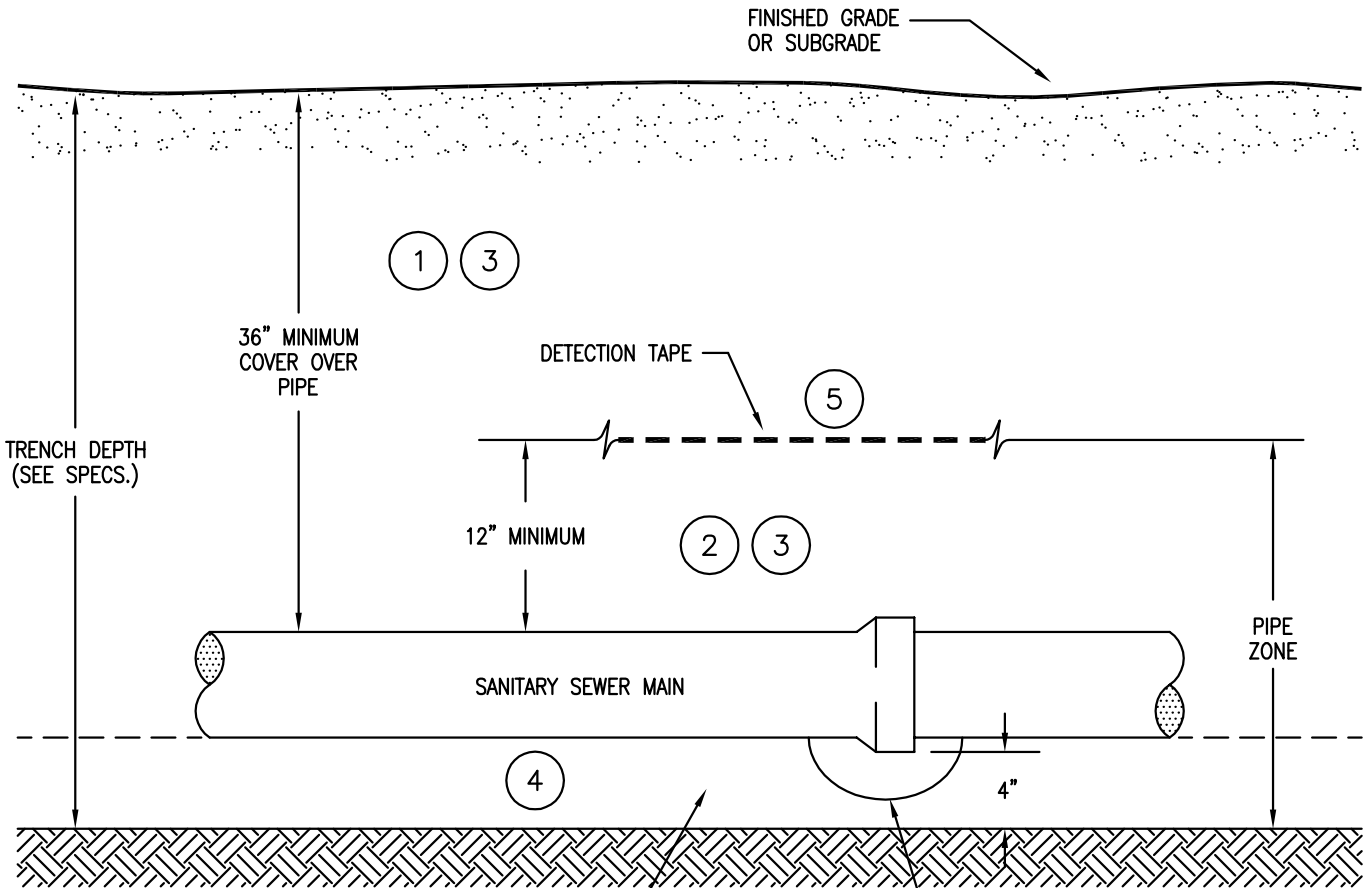 FINISHED GRADE
OR SUBGRADE
1 3
36” MINIMUM
COVER OVER
PIPE
DETECTION TAPE
5
TRENCH DEPTH
(SEE SPECS.)
12” MINIMUM
2 3
PIPE
ZONE
SANITARY SEWER MAIN
4
4”